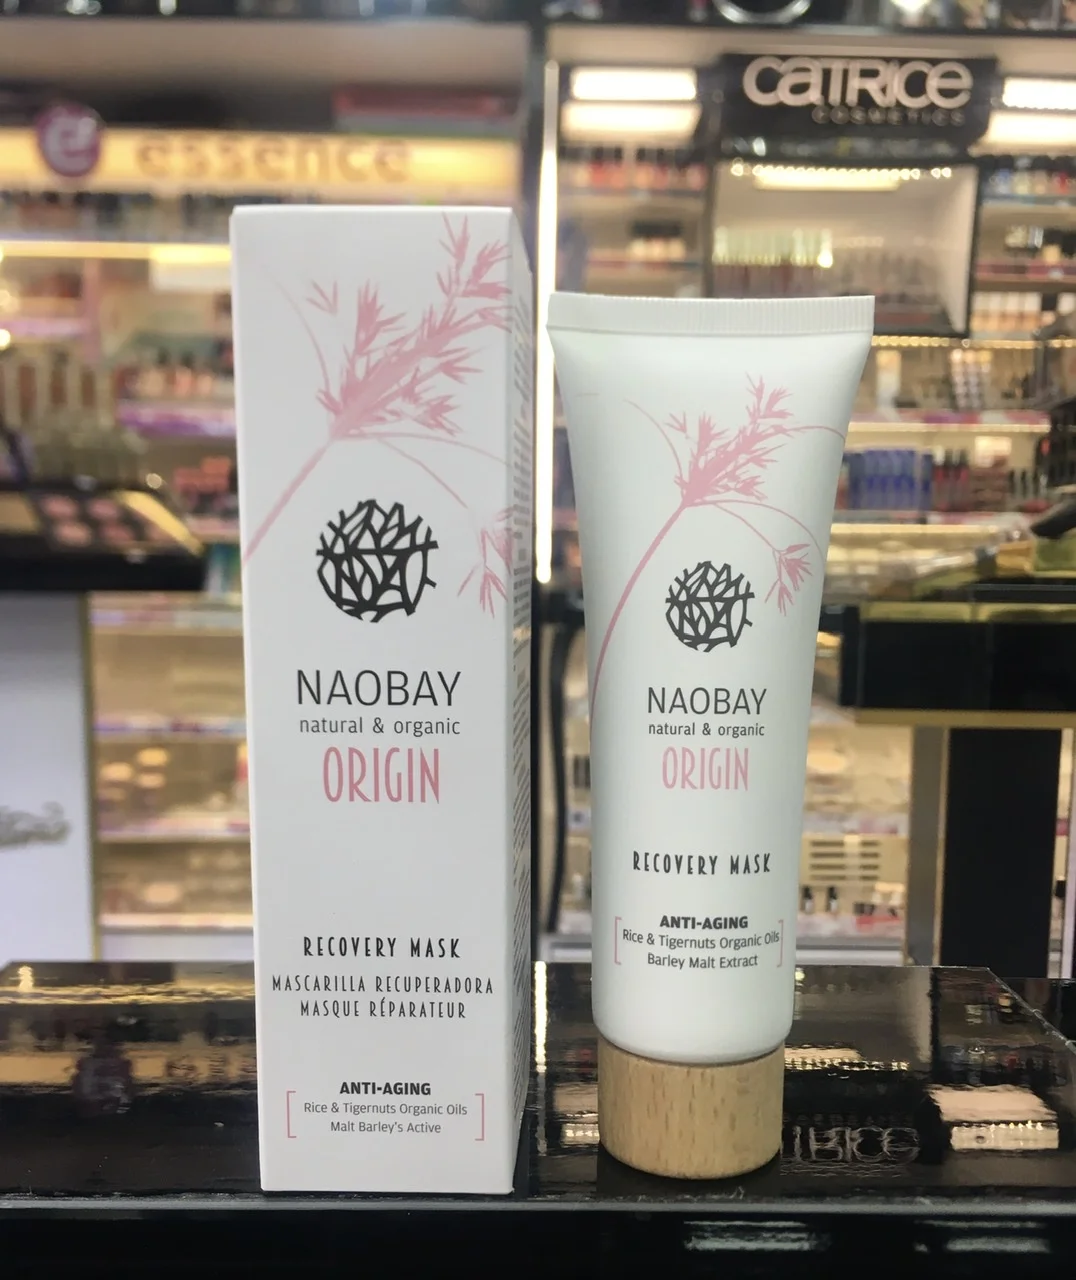 essence
CATRICE
COSMETICS
NAOBAY
natural & organic
ORIGIN
RECOVERY MASK
MASCARILLA RECUPERADORA
MASQUE RÉPARATEUR
ANTI-AGING
Rice & Tigernuts Organic Oils
Malt Barley's Active
NAOBAY
natural & organic
ORIGIN
RECOVERY MASK
ANTI-AGING
Rice & Tigernuts Organic Oils
Barley Malt Extract